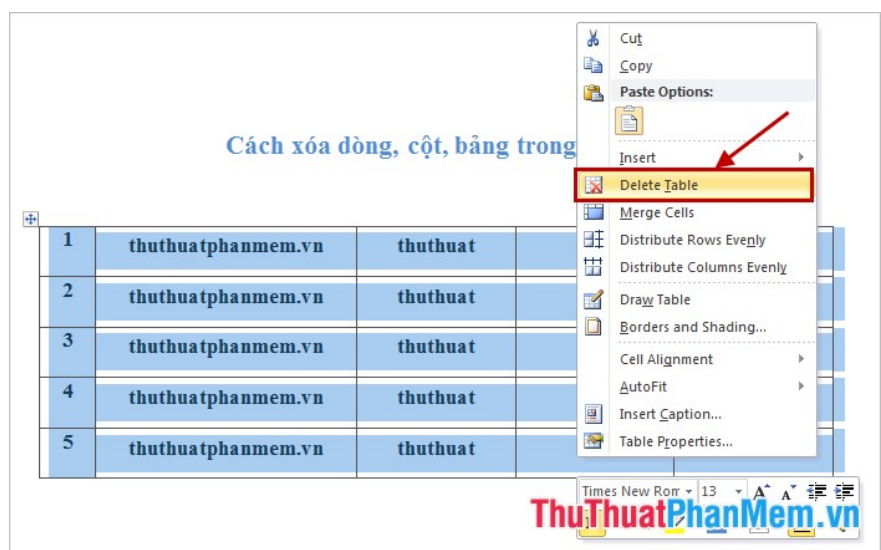 Cut
Copy
Paste Options:
Cách xóa dòng, cột, bảng trong
Insert
Delete Table
Merge Cells
Distribute Rows Evenly
Distribute Columns Evenly
Draw Table
Borders and Shading...
Cell Alignment
AutoFit
Insert Caption...
Table Properties...
1 thuthuatphanmem.vn thuthuat
2 thuthuatphanmem.vn thuthuat
3 thuthuatphanmem.vn thuthuat
4 thuthuatphanmem.vn thuthuat
5 thuthuatphanmem.vn thuthuat
Times New Rom 13 A A
ThuThuatPhanMem.vn